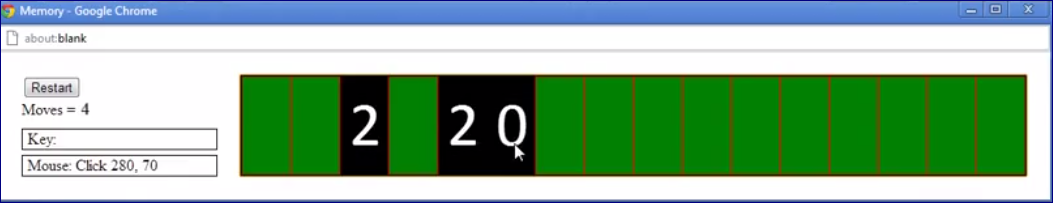 Memory - Google Chrome
about:blank
Restart
Moves = 4
Key:
Mouse: Click 280, 70
2 2 0